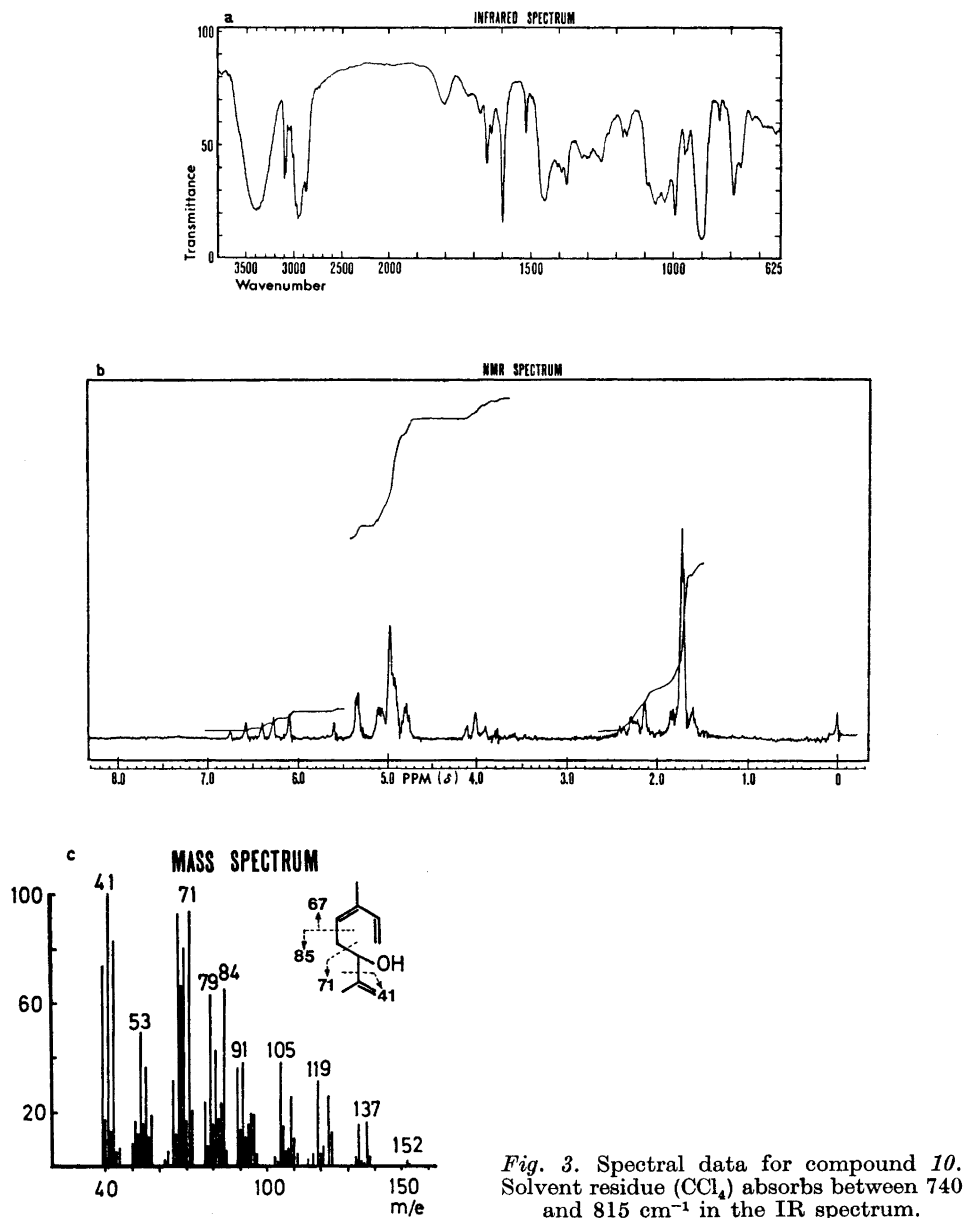 a INFRARED SPECTRUM
100
50
0
Transmittance
3500 3000 2500 2000 1500 1000 625
Wavenumber
b NMR SPECTRUM
8.0 7.0 6.0 5.0 PPM (δ) 4.0 3.0 2.0 1.0 0
c MASS SPECTRUM
100
60
20
41
53
71
79 84
91
105
119
137
152
67
85
OH
71
41
40 100 150
m/e
Fig. 3. Spectral data for compound 10.
Solvent residue (CCl₄) absorbs between 740
and 815 cm⁻¹ in the IR spectrum.